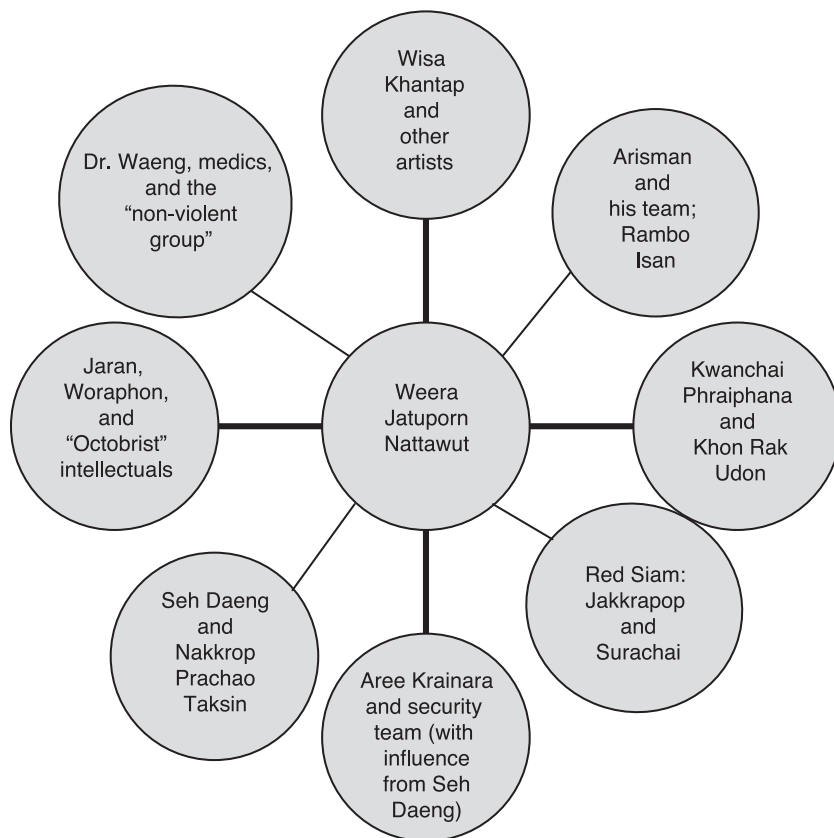 Wisa
Khantap
and
other
artists
Dr. Waeng, medics,
and the
“non-violent
group”
Arisman
and
his team;
Rambo
Isan
Jaran,
Woraphon,
and
“Octobrist”
intellectuals
Weera
Jatuporn
Nattawut
Kwanchai
Phraiphana
and
Khon Rak
Udon
Seh Daeng
and
Nakkrop
Prachao
Taksin
Red Siam:
Jakkrapop
and
Surachai
Aree Krainara
and security
team (with
influence
from Seh
Daeng)